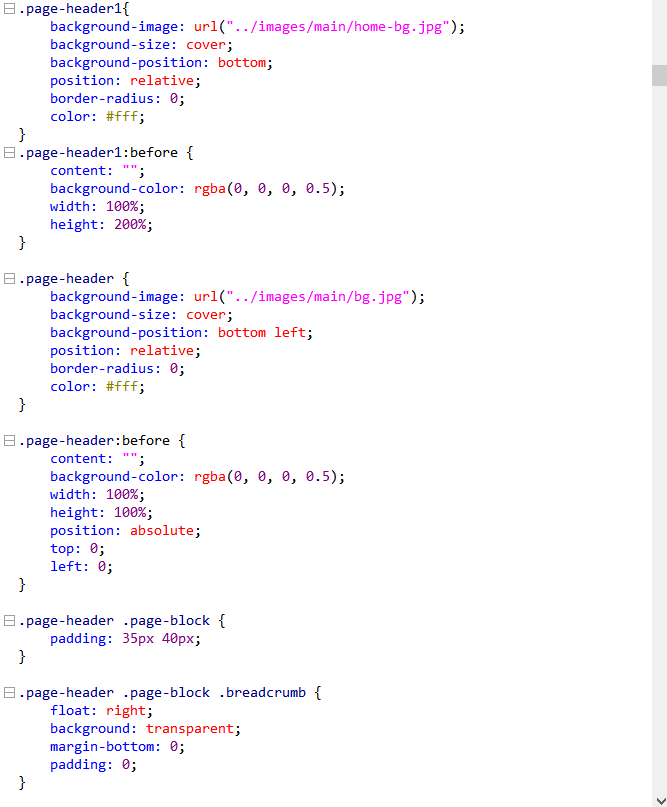 .page-header1{
background-image: url("../images/main/home-bg.jpg");
background-size: cover;
background-position: bottom;
position: relative;
border-radius: 0;
color: #fff;
}
.page-header1:before {
content: "";
background-color: rgba(0, 0, 0, 0.5);
width: 100%;
height: 200%;
}
.page-header {
background-image: url("../images/main/bg.jpg");
background-size: cover;
background-position: bottom left;
position: relative;
border-radius: 0;
color: #fff;
}
.page-header:before {
content: "";
background-color: rgba(0, 0, 0, 0.5);
width: 100%;
height: 100%;
position: absolute;
top: 0;
left: 0;
}
.page-header .page-block {
padding: 35px 40px;
}
.page-header .page-block .breadcrumb {
float: right;
background: transparent;
margin-bottom: 0;
padding: 0;
}